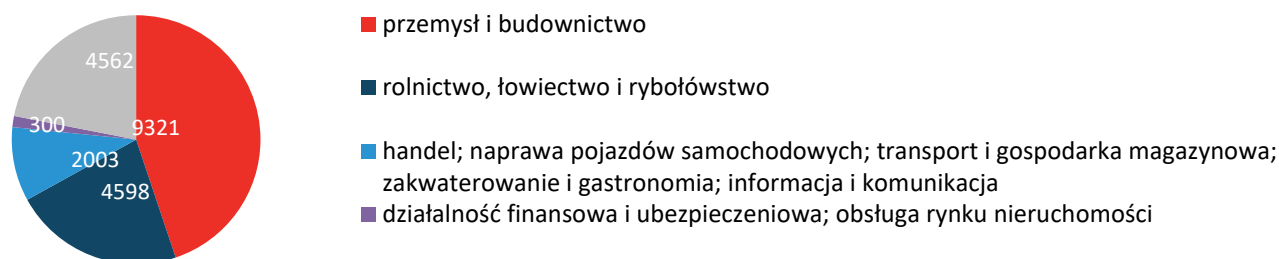 4562
300
9321
2003
4598
przemysł i budownictwo
rolnictwo, łowiectwo i rybołówstwo
handel; naprawa pojazdów samochodowych; transport i gospodarka magazynowa;
zakwaterowanie i gastronomia; informacja i komunikacja
działalność finansowa i ubezpieczeniowa; obsługa rynku nieruchomości